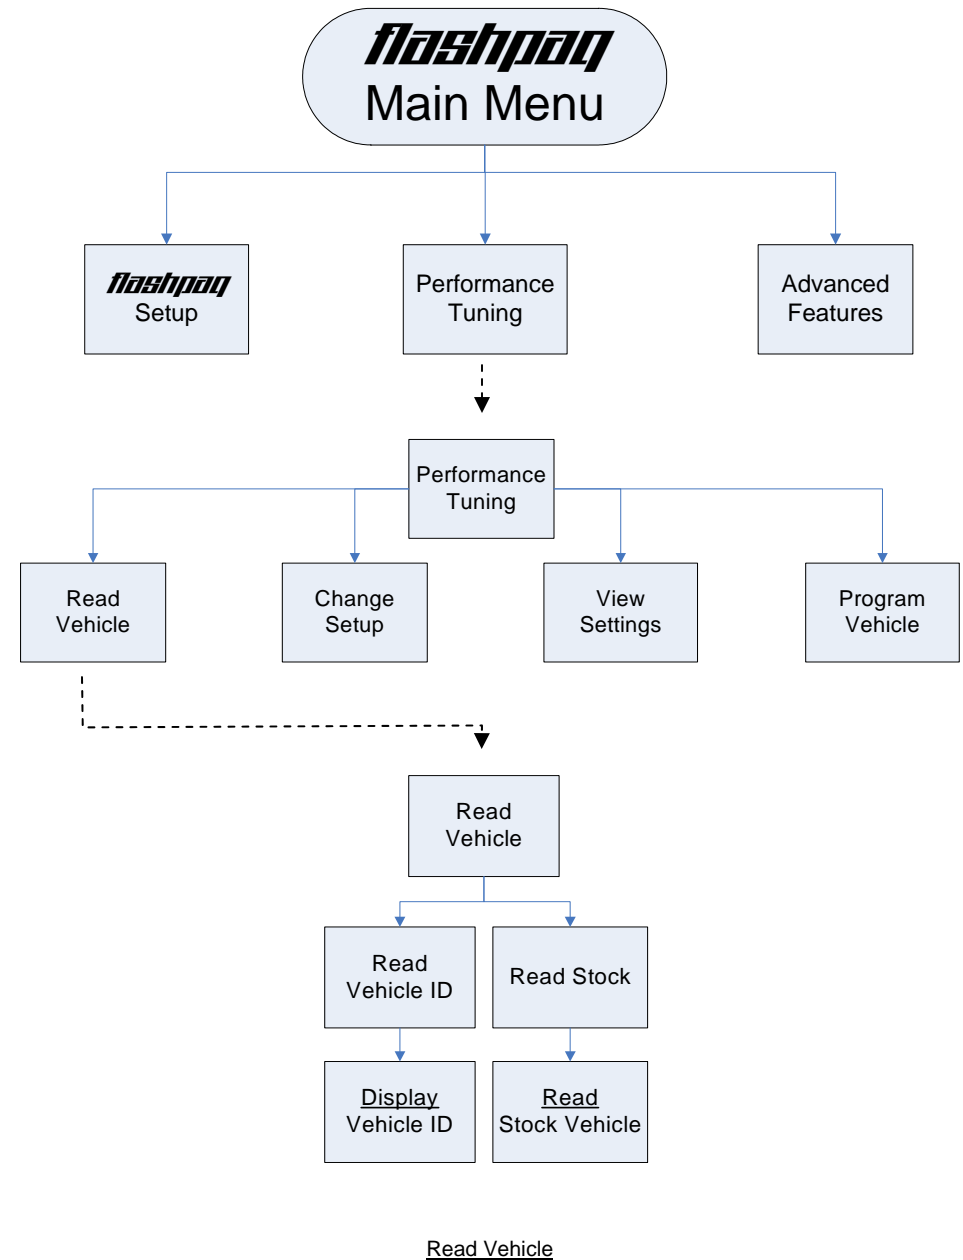 flashpaq
Main Menu
flashpaq
Setup
Performance
Tuning
Advanced
Features
Performance
Tuning
Read
Vehicle
Change
Setup
View
Settings
Program
Vehicle
Read
Vehicle
Read
Vehicle ID
Read Stock
Display
Vehicle ID
Read
Stock Vehicle
Read Vehicle